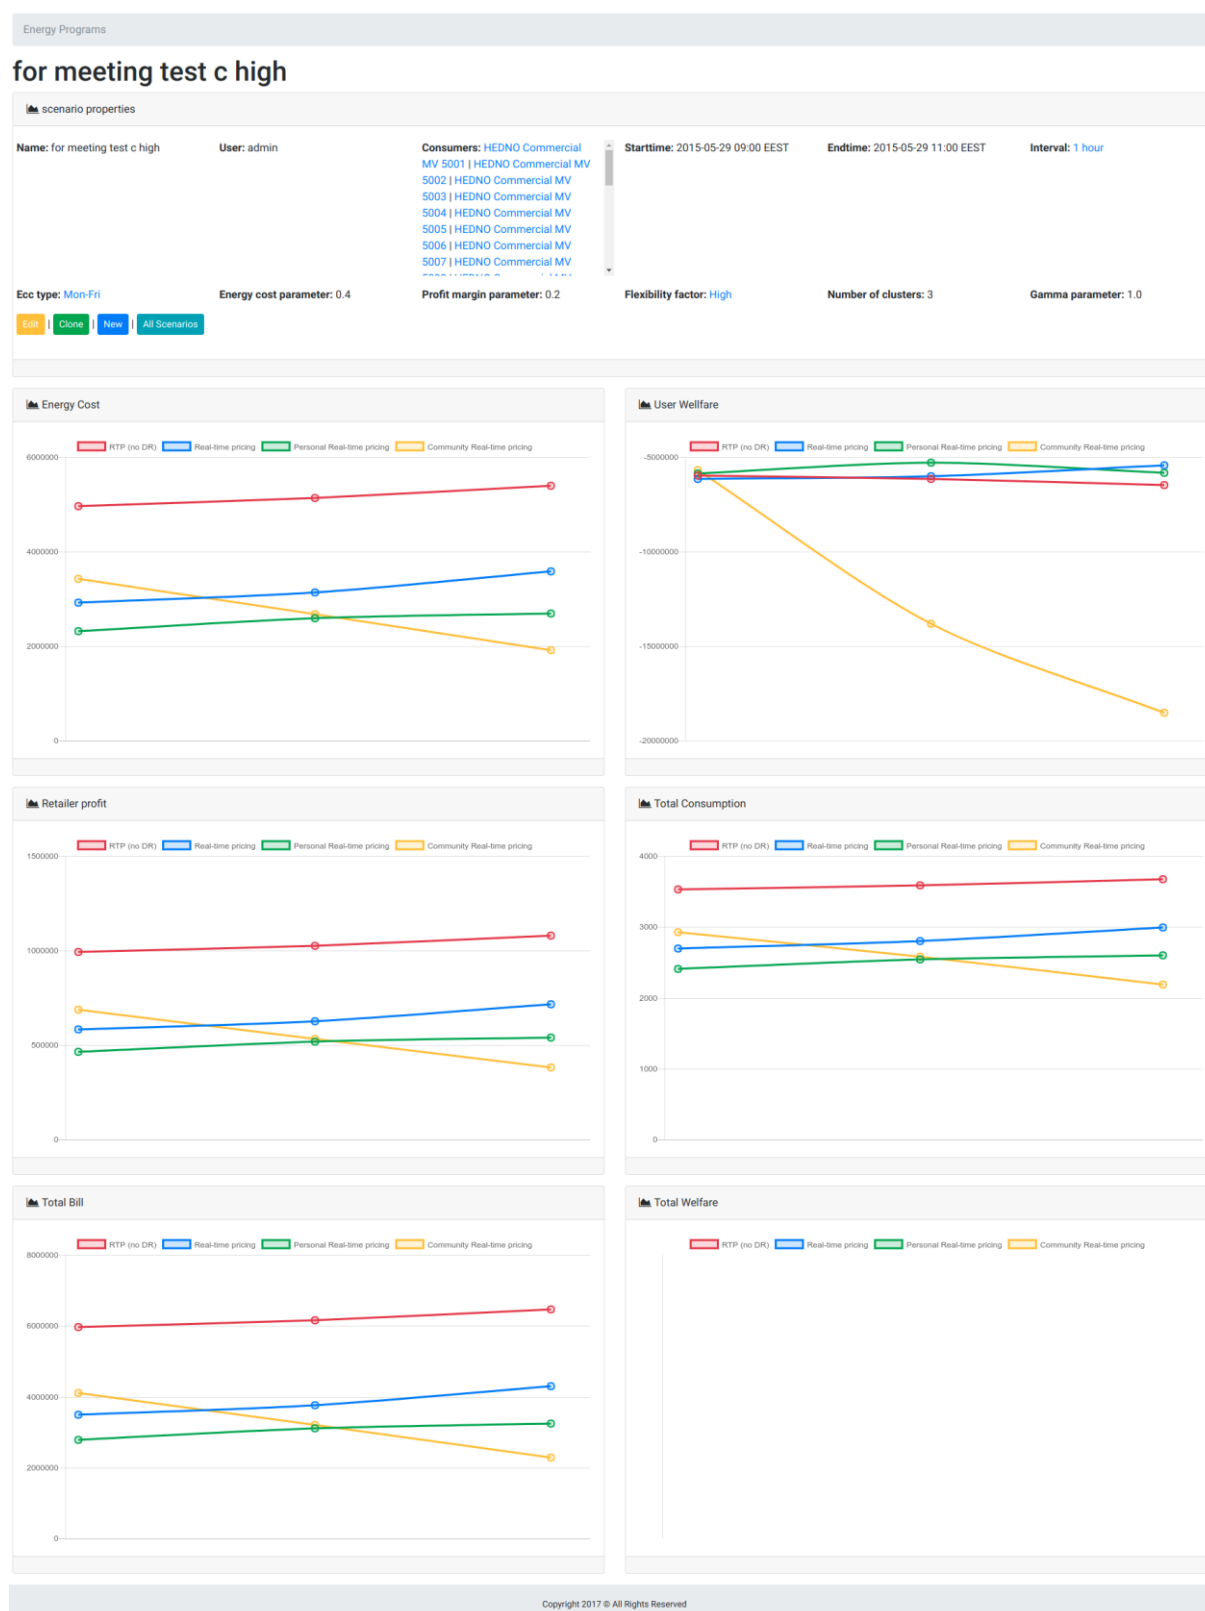 Energy Programs
for meeting test c high
scenario properties
Name: for meeting test c high
User: admin
Consumers: HEDNO Commercial
MV 5001 | HEDNO Commercial MV
5002 | HEDNO Commercial MV
5003 | HEDNO Commercial MV
5004 | HEDNO Commercial MV
5005 | HEDNO Commercial MV
5006 | HEDNO Commercial MV
5007 | HEDNO Commercial MV
Starttime: 2015-05-29 09:00 EEST
Endtime: 2015-05-29 11:00 EEST
Interval: 1 hour
Ecc type: Mon-Fri
Energy cost parameter: 0.4
Profit margin parameter: 0.2
Flexibility factor: High
Number of clusters: 3
Gamma parameter: 1.0
Edit | Clone | New | All Scenarios
Energy Cost
RTP (no DR) Real-time pricing Personal Real-time pricing Community Real-time pricing
6000000
4000000
2000000
0
User Wellfare
RTP (no DR) Real-time pricing Personal Real-time pricing Community Real-time pricing
-5000000
-10000000
-15000000
-20000000
Retailer profit
RTP (no DR) Real-time pricing Personal Real-time pricing Community Real-time pricing
1500000
1000000
500000
0
Total Consumption
RTP (no DR) Real-time pricing Personal Real-time pricing Community Real-time pricing
4000
3000
2000
1000
0
Total Bill
RTP (no DR) Real-time pricing Personal Real-time pricing Community Real-time pricing
8000000
6000000
4000000
2000000
0
Total Welfare
RTP (no DR) Real-time pricing Personal Real-time pricing Community Real-time pricing
Copyright 2017 © All Rights Reserved